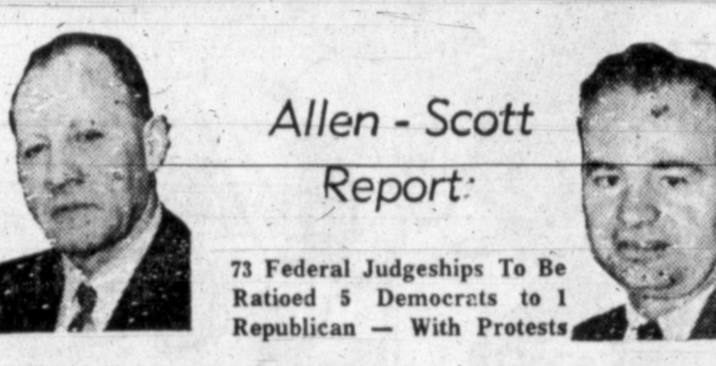 Allen - Scott
Report:
73 Federal Judgeships To Be
Ratioed 5 Democrats to 1
Republican — With Protests